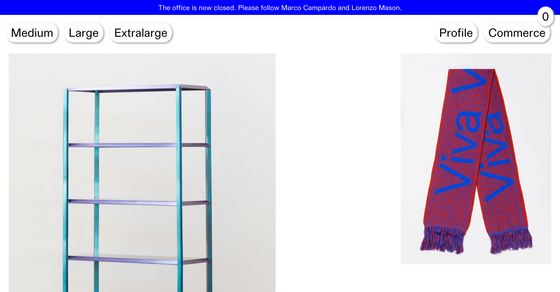 The office is now closed. Please follow Marco Campardo and Lorenzo Mason.
0
Medium
Large
Extralarge
Profile
Commerce
Viva V
Viva